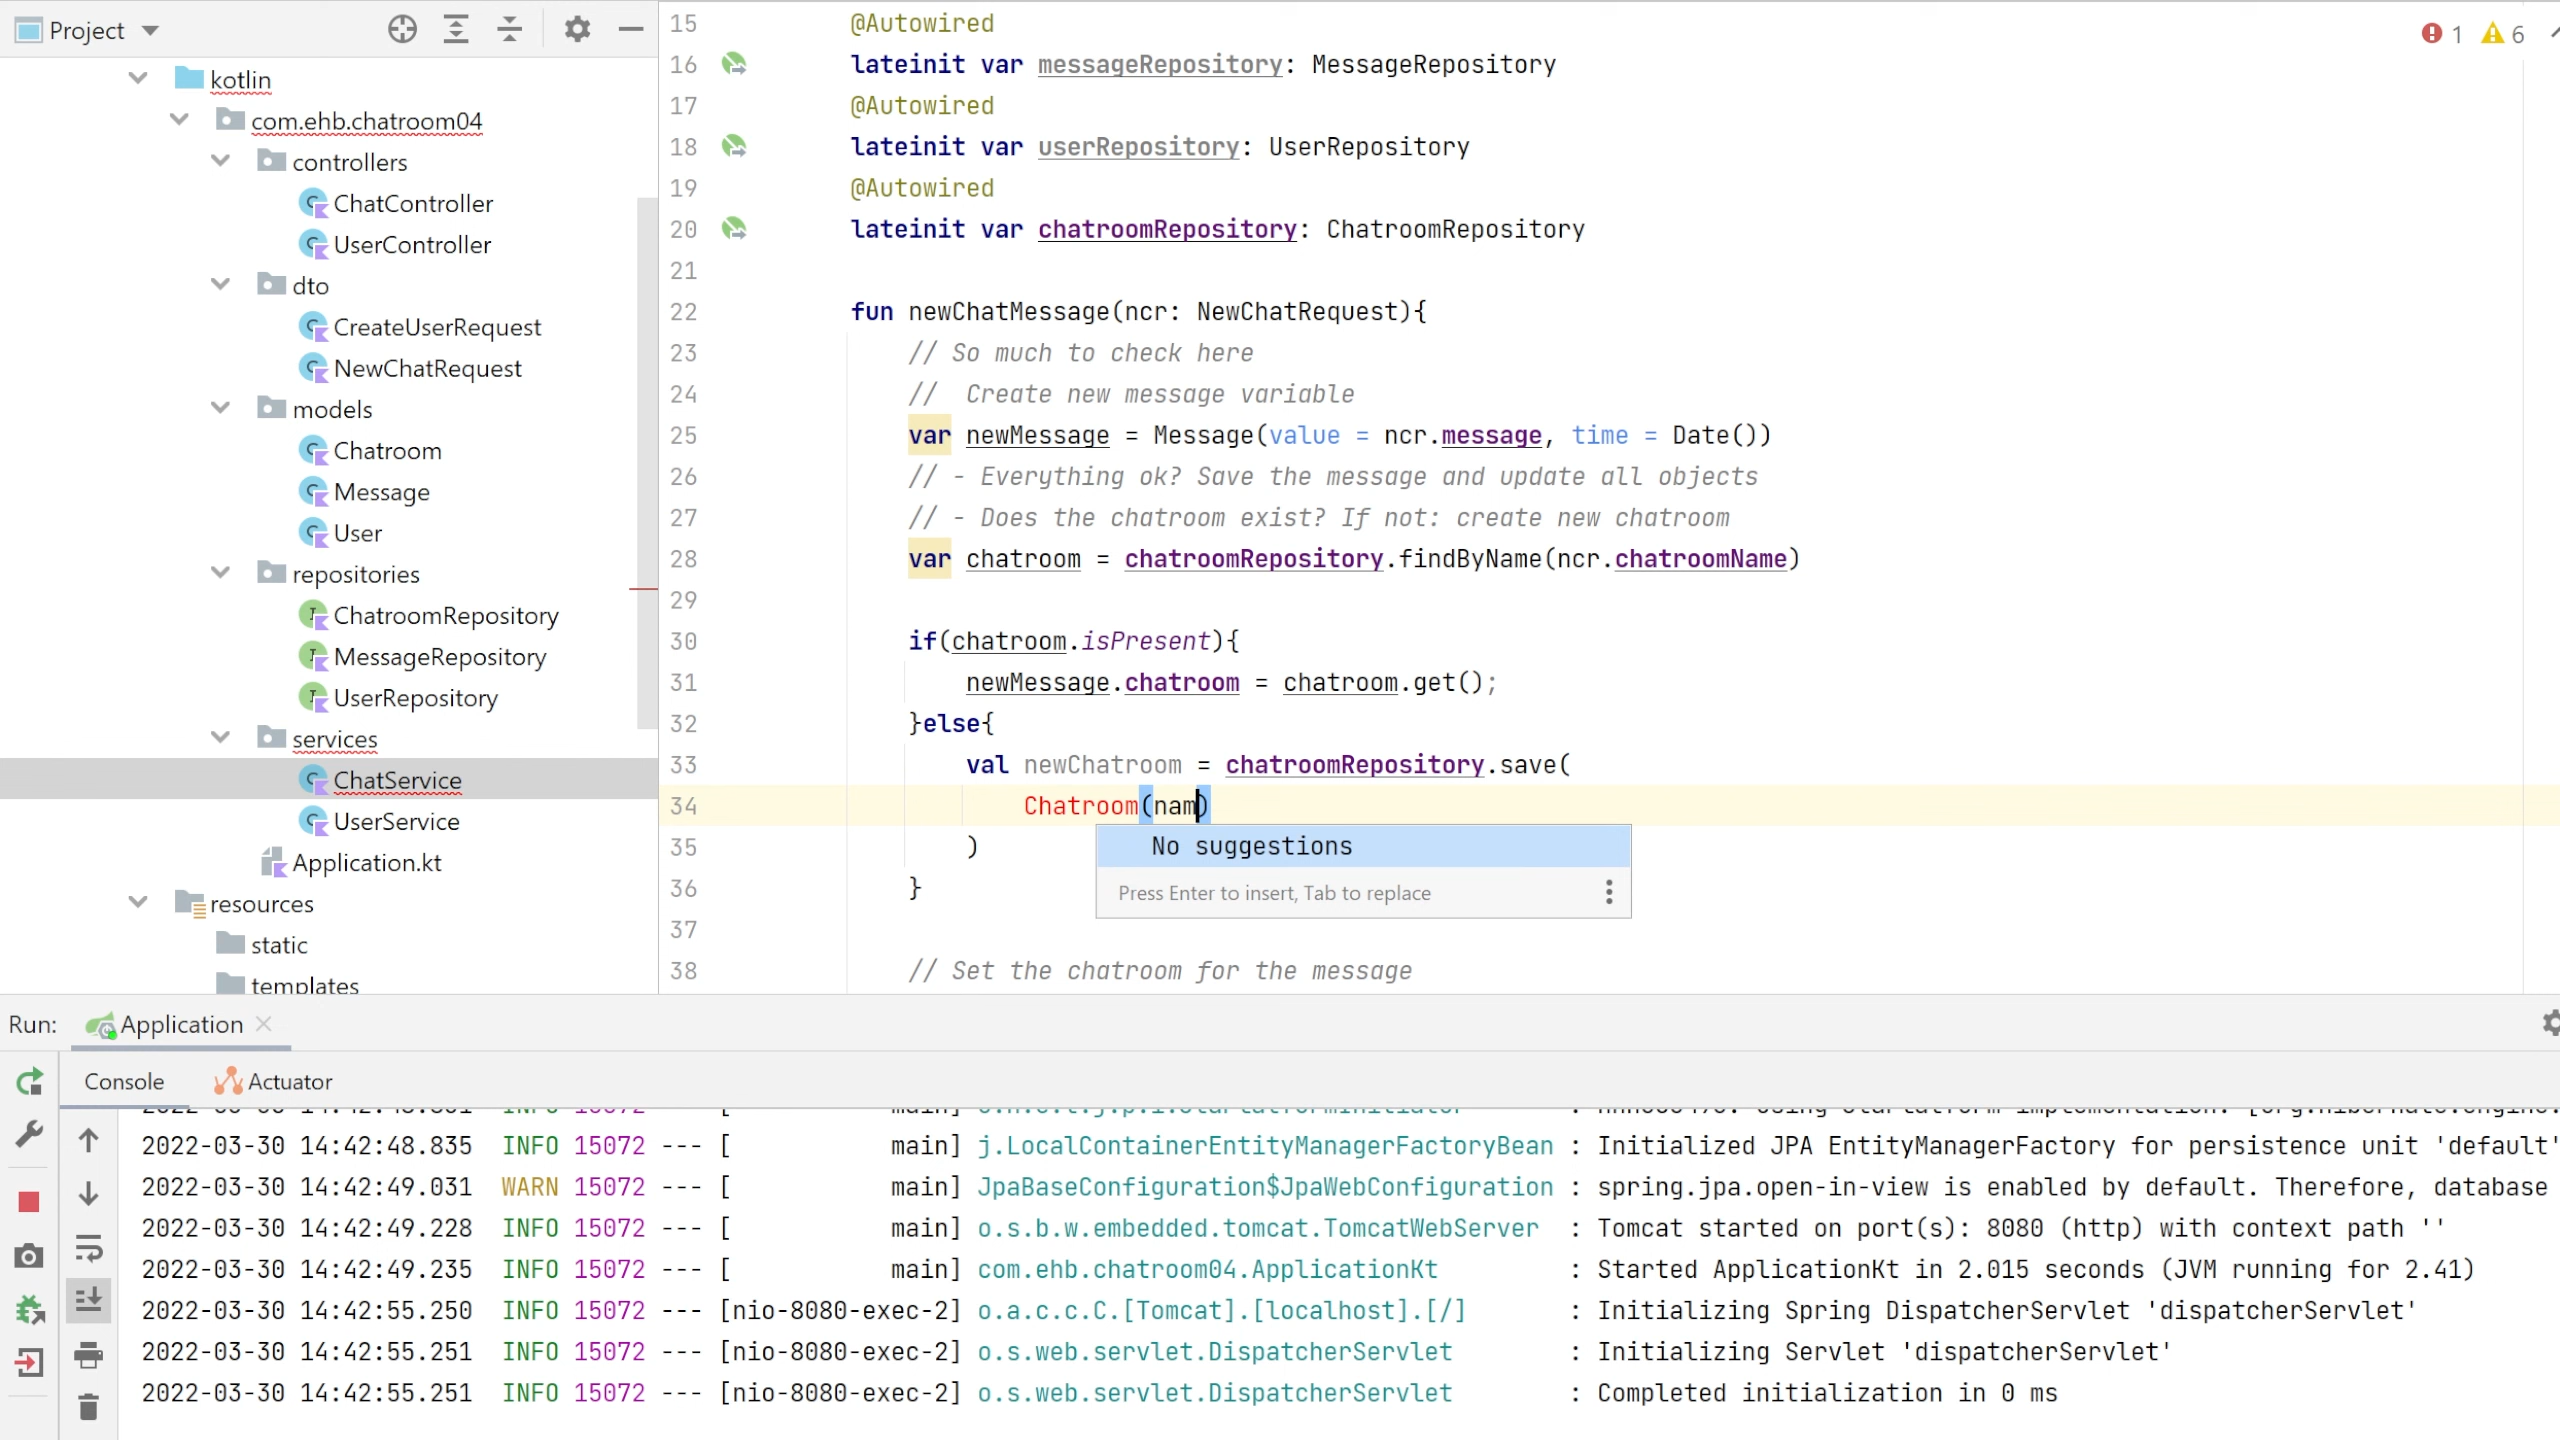 Project
kotlin
com.ehb.chatroom04
controllers
ChatController
UserController
dto
CreateUserRequest
NewChatRequest
models
Chatroom
Message
User
repositories
ChatroomRepository
MessageRepository
UserRepository
services
ChatService
UserService
Application.kt
resources
static
templates
1 6
15 @Autowired
16 lateinit var messageRepository: MessageRepository
17 @Autowired
18 lateinit var userRepository: UserRepository
19 @Autowired
20 lateinit var chatroomRepository: ChatroomRepository
21
22 fun newChatMessage(ncr: NewChatRequest){
23 // So much to check here
24 //  Create new message variable
25 var newMessage = Message(value = ncr.message, time = Date())
26 // - Everything ok? Save the message and update all objects
27 // - Does the chatroom exist? If not: create new chatroom
28 var chatroom = chatroomRepository.findByName(ncr.chatroomName)
29
30 if(chatroom.isPresent){
31 newMessage.chatroom = chatroom.get();
32 }else{
33 val newChatroom = chatroomRepository.save(
34 Chatroom(nam)
35 )
No suggestions
Press Enter to insert, Tab to replace
36 }
37
38 // Set the chatroom for the message
Run: Application
Console Actuator
2022-03-30 14:42:48.835  INFO 15072 --- [           main] j.LocalContainerEntityManagerFactoryBean : Initialized JPA EntityManagerFactory for persistence unit 'default'
2022-03-30 14:42:49.031  WARN 15072 --- [           main] JpaBaseConfiguration$JpaWebConfiguration : spring.jpa.open-in-view is enabled by default. Therefore, database
2022-03-30 14:42:49.228  INFO 15072 --- [           main] o.s.b.w.embedded.tomcat.TomcatWebServer  : Tomcat started on port(s): 8080 (http) with context path ''
2022-03-30 14:42:49.235  INFO 15072 --- [           main] com.ehb.chatroom04.ApplicationKt         : Started ApplicationKt in 2.015 seconds (JVM running for 2.41)
2022-03-30 14:42:55.250  INFO 15072 --- [nio-8080-exec-2] o.a.c.c.C.[Tomcat].[localhost].[/]       : Initializing Spring DispatcherServlet 'dispatcherServlet'
2022-03-30 14:42:55.251  INFO 15072 --- [nio-8080-exec-2] o.s.web.servlet.DispatcherServlet        : Initializing Servlet 'dispatcherServlet'
2022-03-30 14:42:55.251  INFO 15072 --- [nio-8080-exec-2] o.s.web.servlet.DispatcherServlet        : Completed initialization in 0 ms